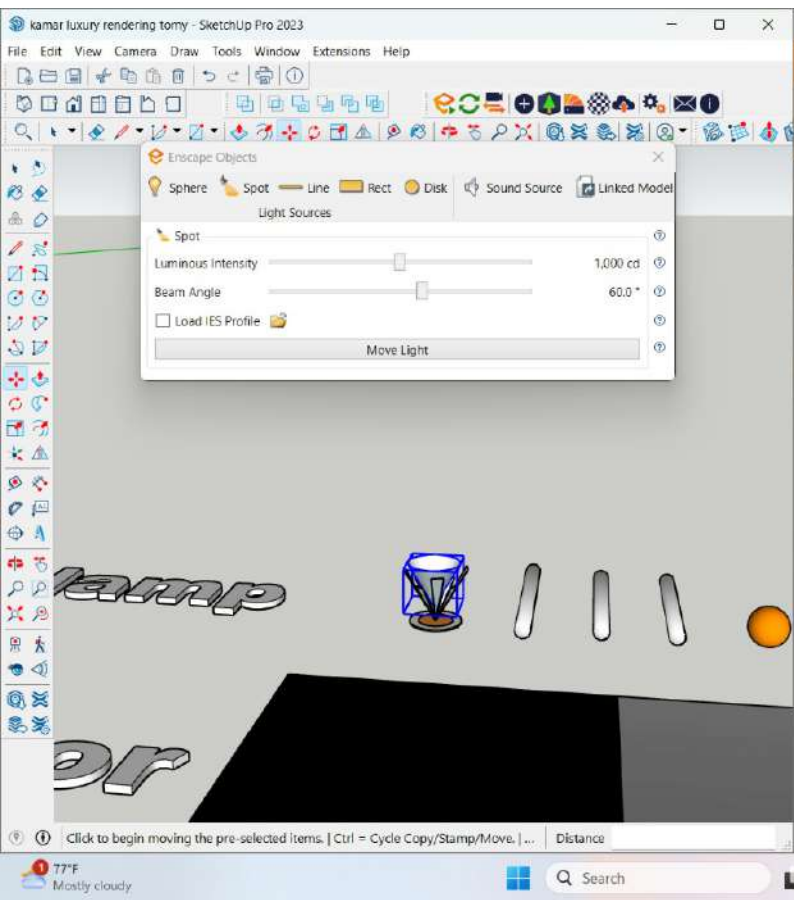 kamar luxury rendering tomy - SketchUp Pro 2023
File Edit View Camera Draw Tools Window Extensions Help
Enscape Objects
Sphere Spot Line Rect Disk Sound Source Linked Model
Light Sources
Spot
Luminous Intensity 1,000 cd
Beam Angle 60.0 °
Load IES Profile
Move Light
lamp
or
Click to begin moving the pre-selected items. | Ctrl = Cycle Copy/Stamp/Move. | ... Distance
1
77°F
Mostly cloudy
Search